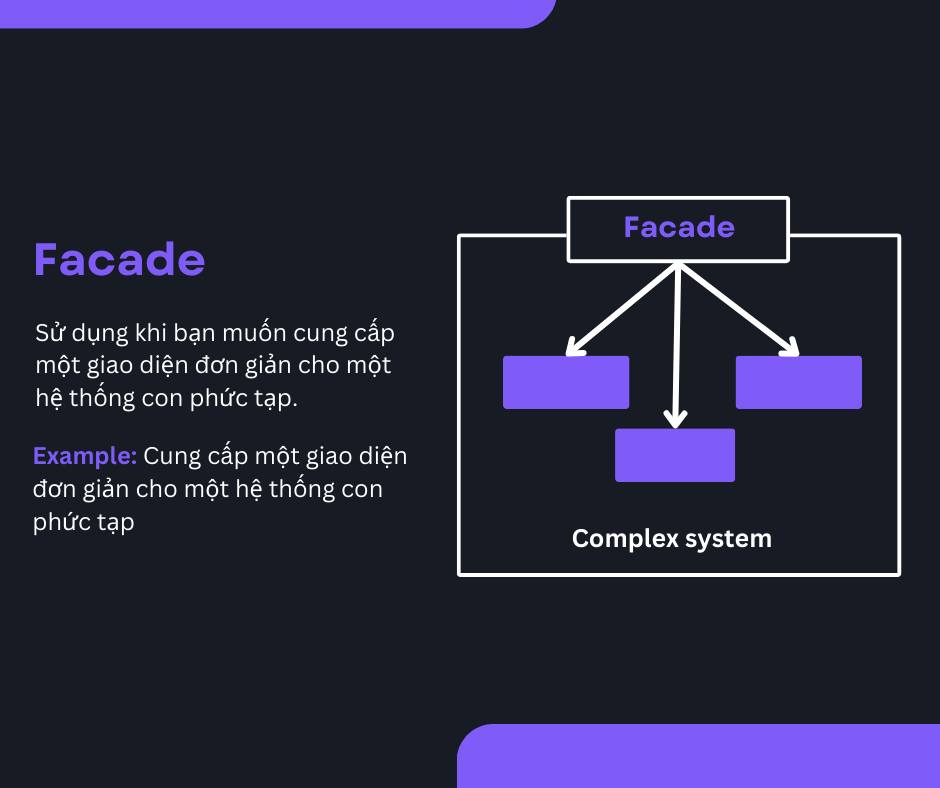 Facade
Sử dụng khi bạn muốn cung cấp
một giao diện đơn giản cho một
hệ thống con phức tạp.
Example: Cung cấp một giao diện
đơn giản cho một hệ thống con
phức tạp
Facade
Complex system